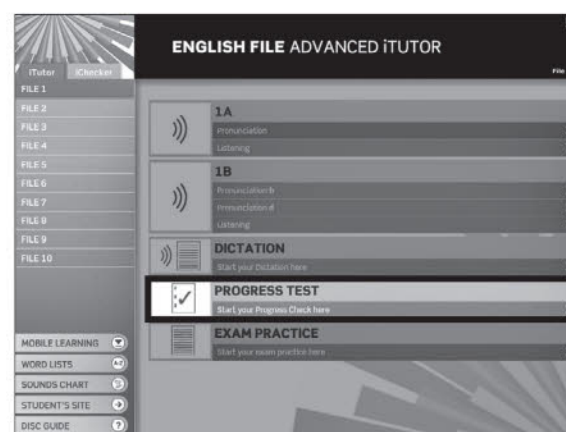 ENGLISH FILE ADVANCED iTUTOR
iTutor iChecker
File
FILE 1
FILE 2
FILE 3
FILE 4
FILE 5
FILE 6
FILE 7
FILE 8
FILE 9
FILE 10
1A
Pronunciation
Listening
1B
Pronunciation b
Pronunciation d
Listening
DICTATION
Start your Dictation here
PROGRESS TEST
Start your Progress Check here
EXAM PRACTICE
Start your exam practice here
MOBILE LEARNING
WORD LISTS A-Z
SOUNDS CHART
STUDENT'S SITE
DISC GUIDE ?